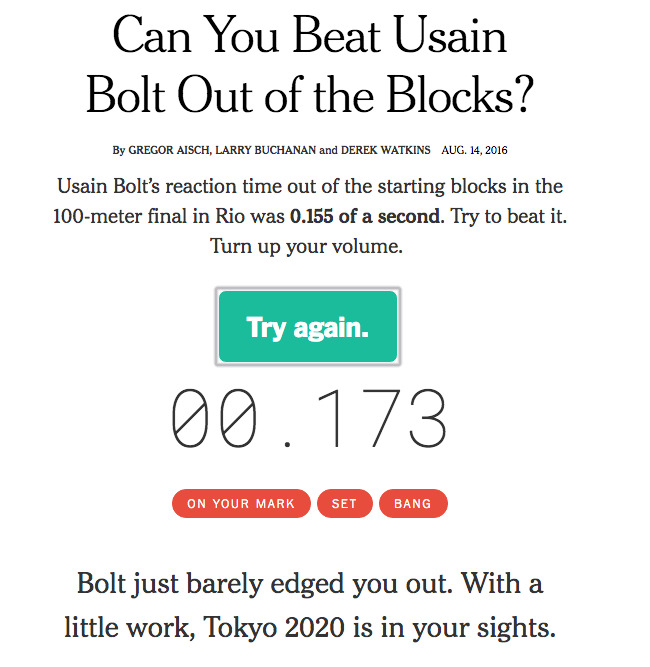 Can You Beat Usain
Bolt Out of the Blocks?
By GREGOR AISCH, LARRY BUCHANAN and DEREK WATKINS AUG. 14, 2016
Usain Bolt’s reaction time out of the starting blocks in the
100-meter final in Rio was 0.155 of a second. Try to beat it.
Turn up your volume.
Try again.
00.173
ON YOUR MARK SET BANG
Bolt just barely edged you out. With a
little work, Tokyo 2020 is in your sights.